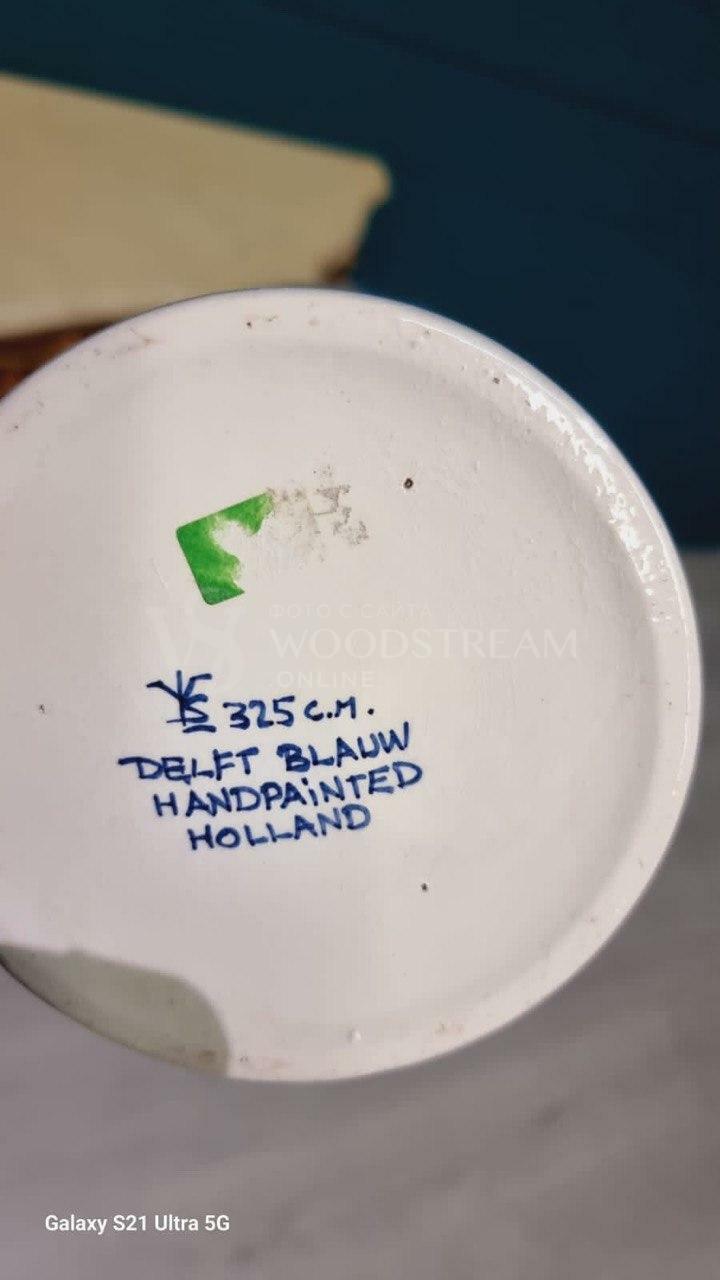 ФОТО С САЙТА
WOODSTREAM
ONLINE
325 C.M.
DELFT BLAUW
HANDPAINTED
HOLLAND
Galaxy S21 Ultra 5G